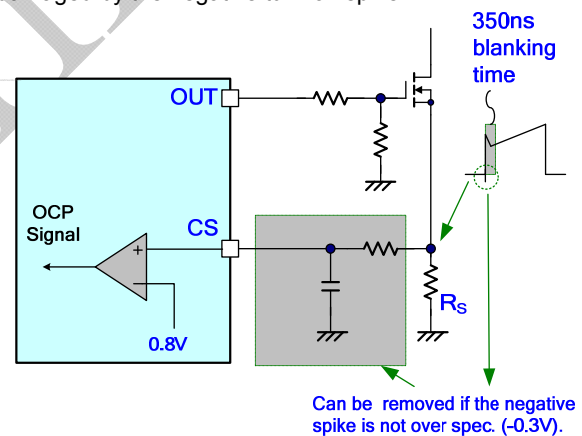 350ns
blanking
time
OUT
OCP
Signal
CS
+
0.8V
RS
Can be removed if the negative
spike is not over spec. (-0.3V).